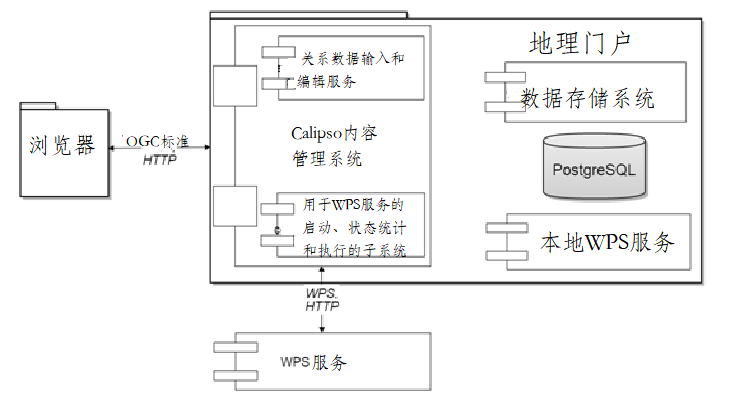 地理门户
关系数据输入和
编辑服务
数据存储系统
浏览器
OGC标准
HTTP
Calipso内容
管理系统
PostgreSQL
用于WPS服务的
启动、状态统计
和执行的子系统
本地WPS服务
WPS,
HTTP
WPS服务